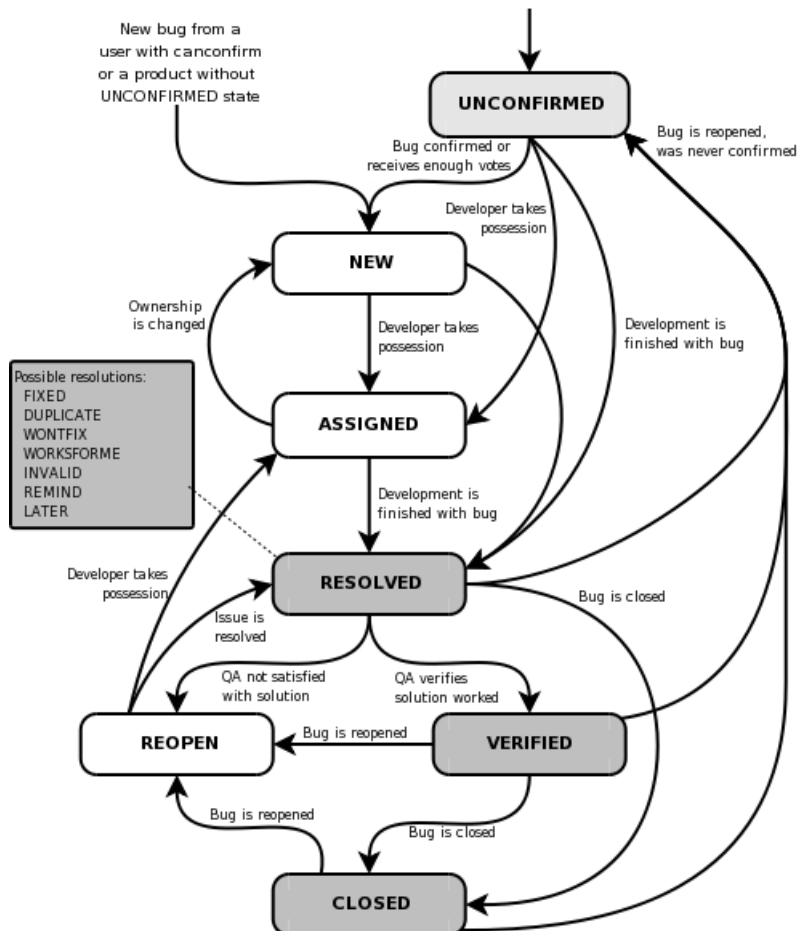 New bug from a
user with canconfirm
or a product without
UNCONFIRMED state
UNCONFIRMED
Bug is reopened,
was never confirmed
Bug confirmed or
receives enough votes
Developer takes
possession
NEW
Ownership
is changed
Developer takes
possession
Development is
finished with bug
Possible resolutions:
FIXED
DUPLICATE
WONTFIX
WORKSFORME
INVALID
REMIND
LATER
ASSIGNED
Development is
finished with bug
Developer takes
possession
RESOLVED
Bug is closed
Issue is
resolved
QA not satisfied
with solution
QA verifies
solution worked
REOPEN
Bug is reopened
VERIFIED
Bug is reopened
Bug is closed
CLOSED